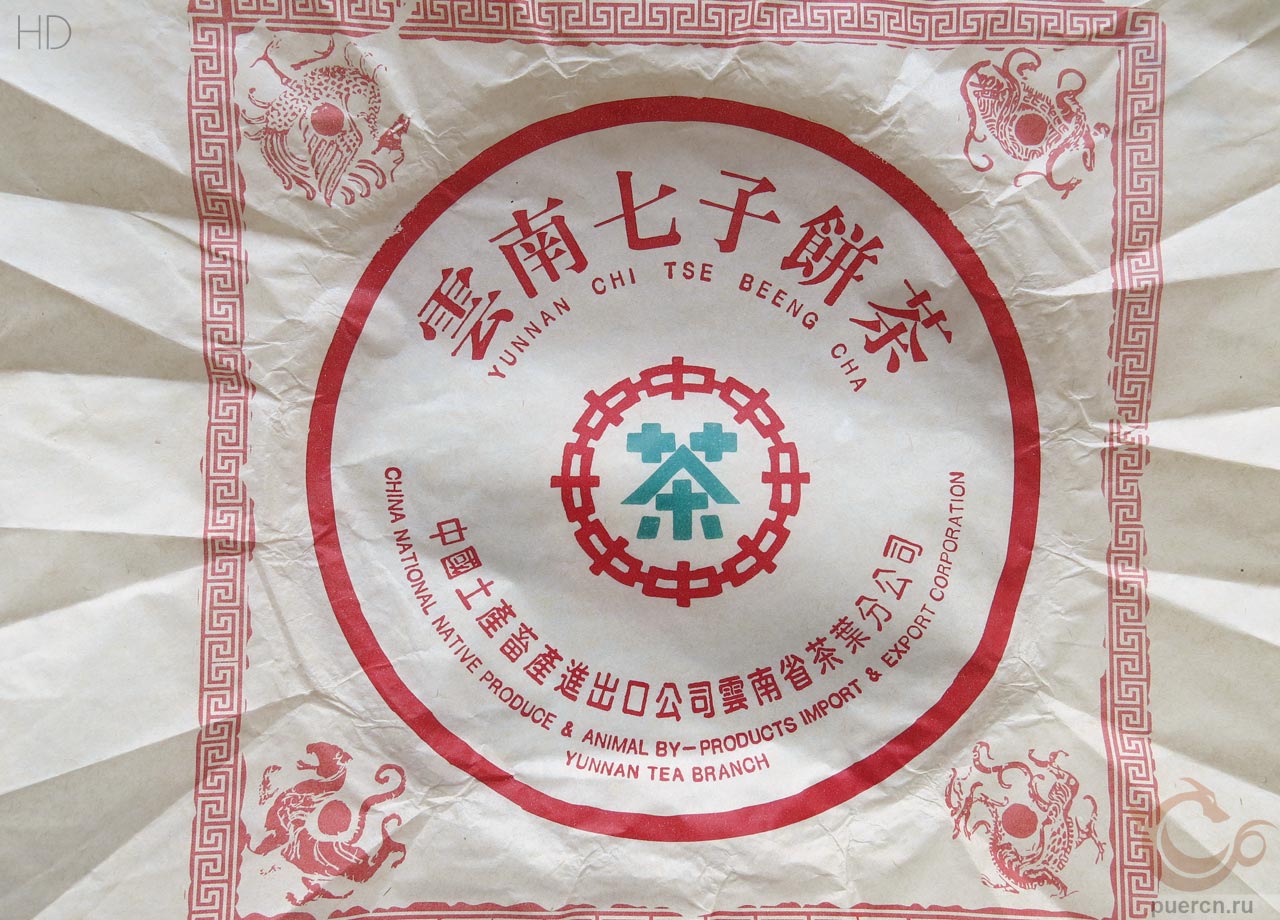 HD
雲南七子餅茶
YUNNAN CHI TSE BEENG CHA
茶
中國土產畜產進出口公司雲南省茶葉分公司
CHINA NATIONAL NATIVE PRODUCE & ANIMAL BY-PRODUCTS IMPORT & EXPORT CORPORATION
YUNNAN TEA BRANCH
puercn.ru